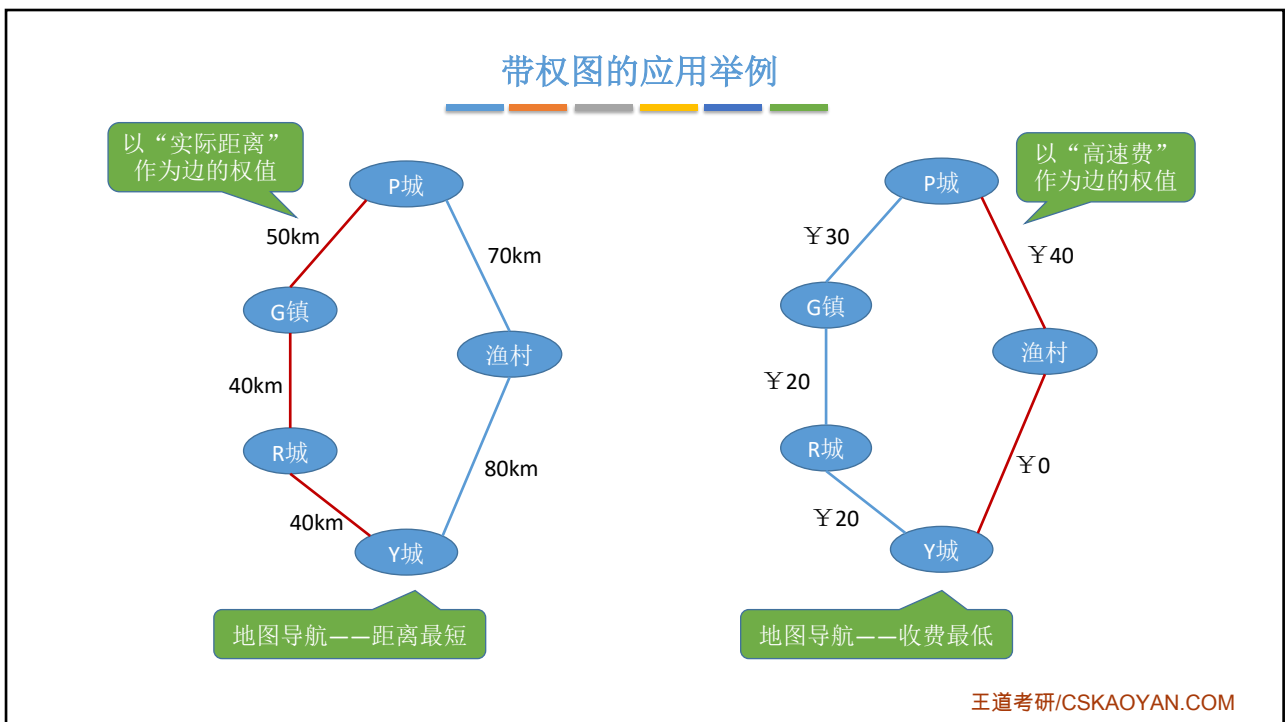 带权图的应用举例
以“实际距离”
作为边的权值
P城
50km
70km
G镇
渔村
40km
R城
80km
40km
Y城
地图导航——距离最短
以“高速费”
作为边的权值
P城
￥30
￥40
G镇
渔村
￥20
R城
￥0
￥20
Y城
地图导航——收费最低
王道考研/CSKAOYAN.COM